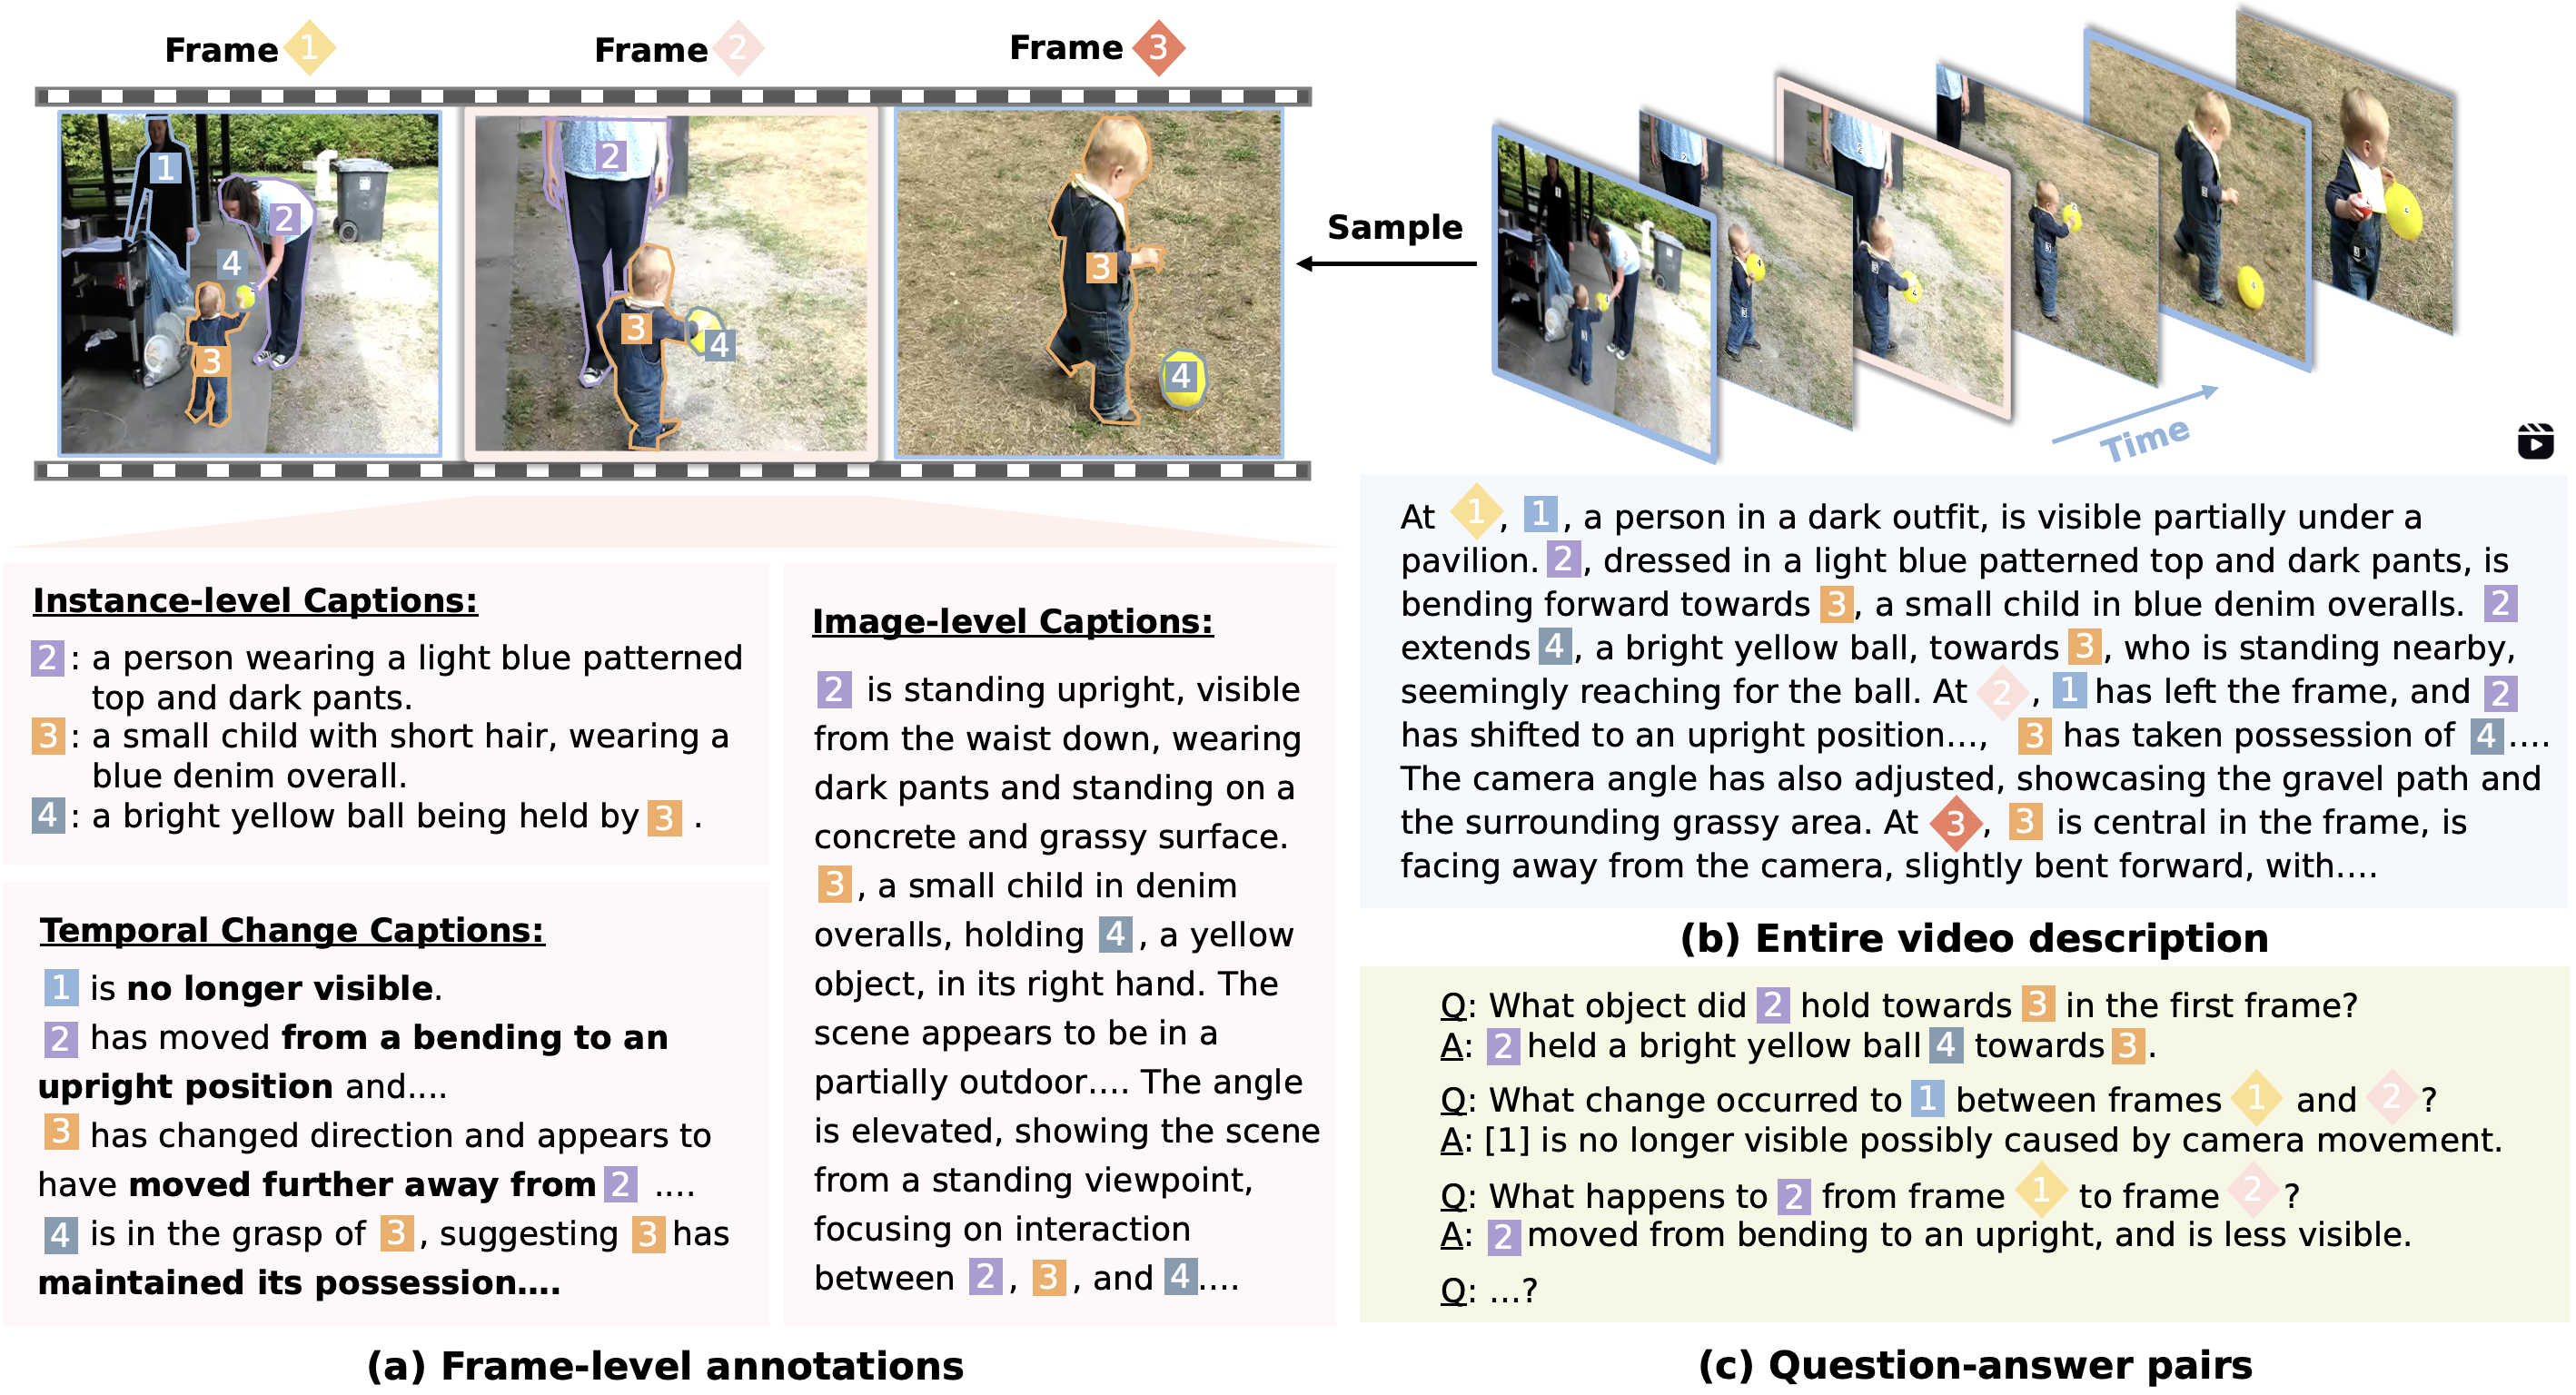 Frame 1
Frame 2
Frame 3
1
2
4
3
2
3
4
3
4
Sample
Time
Instance-level Captions:
2 : a person wearing a light blue patterned
top and dark pants.
3 : a small child with short hair, wearing a
blue denim overall.
4 : a bright yellow ball being held by 3 .
Temporal Change Captions:
1 is no longer visible.
2 has moved from a bending to an
upright position and....
3 has changed direction and appears to
have moved further away from 2 ....
4 is in the grasp of 3 , suggesting 3 has
maintained its possession....
Image-level Captions:
2 is standing upright, visible
from the waist down, wearing
dark pants and standing on a
concrete and grassy surface.
3 , a small child in denim
overalls, holding 4 , a yellow
object, in its right hand. The
scene appears to be in a
partially outdoor.... The angle
is elevated, showing the scene
from a standing viewpoint,
focusing on interaction
between 2 , 3 , and 4....
(a) Frame-level annotations
At 1 , 1 , a person in a dark outfit, is visible partially under a
pavilion. 2 , dressed in a light blue patterned top and dark pants, is
bending forward towards 3 , a small child in blue denim overalls. 2
extends 4 , a bright yellow ball, towards 3 , who is standing nearby,
seemingly reaching for the ball. At 2 , 1 has left the frame, and 2
has shifted to an upright position..., 3 has taken possession of 4 ....
The camera angle has also adjusted, showcasing the gravel path and
the surrounding grassy area. At 3 , 3 is central in the frame, is
facing away from the camera, slightly bent forward, with....
(b) Entire video description
Q: What object did 2 hold towards 3 in the first frame?
A: 2 held a bright yellow ball 4 towards 3 .
Q: What change occurred to 1 between frames 1 and 2 ?
A: [1] is no longer visible possibly caused by camera movement.
Q: What happens to 2 from frame 1 to frame 2 ?
A: 2 moved from bending to an upright, and is less visible.
Q: ...?
(c) Question-answer pairs